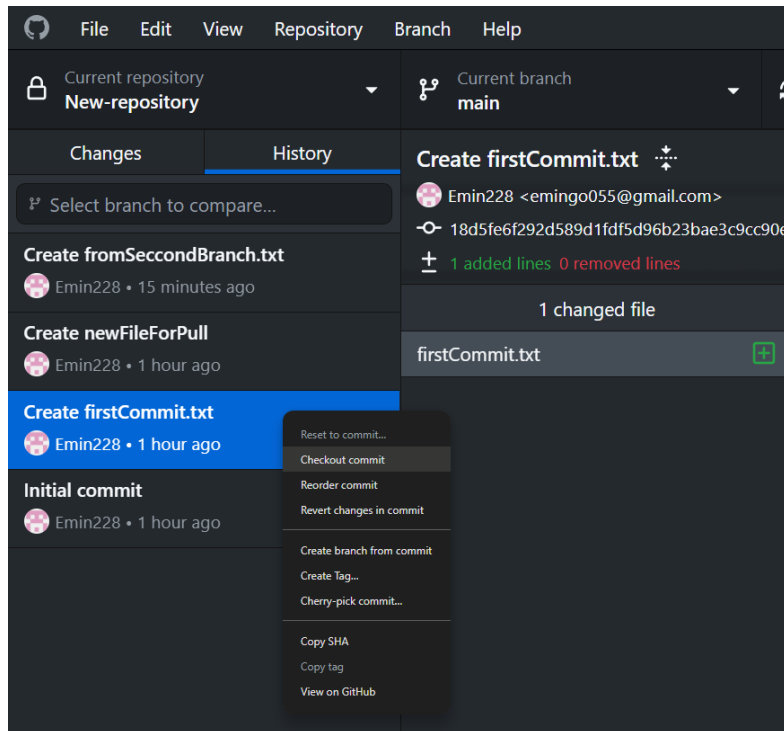 File Edit View Repository Branch Help
Current repository
New-repository
Current branch
main
Changes History
Select branch to compare...
Create fromSeccondBranch.txt
Emin228 • 15 minutes ago
Create newFileForPull
Emin228 • 1 hour ago
Create firstCommit.txt
Emin228 • 1 hour ago
Initial commit
Emin228 • 1 hour ago
Reset to commit...
Checkout commit
Reorder commit
Revert changes in commit
Create branch from commit
Create Tag...
Cherry-pick commit...
Copy SHA
Copy tag
View on GitHub
Create firstCommit.txt
Emin228 <emingo055@gmail.com>
18d5fe6f292d589d1fdf5d96b23bae3c9cc90e
1 added lines 0 removed lines
1 changed file
firstCommit.txt